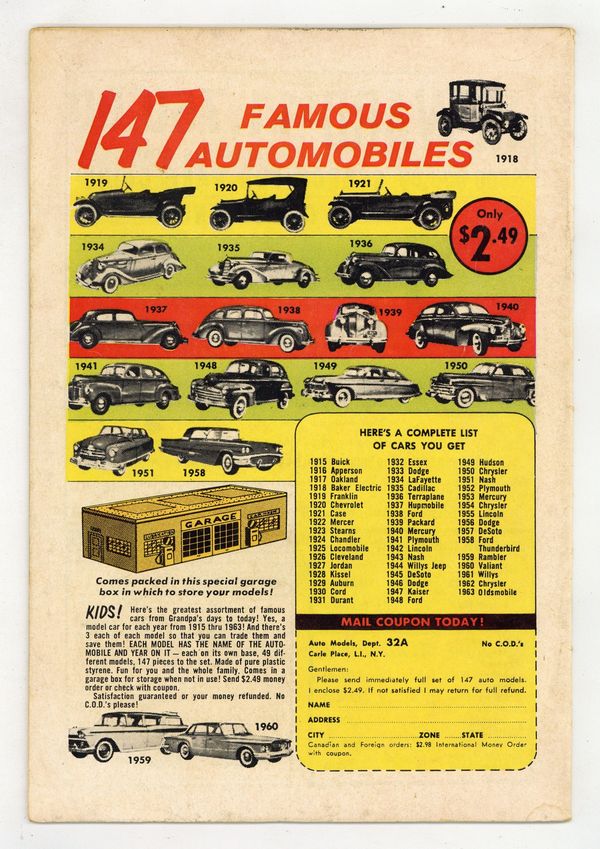 147 FAMOUS
AUTOMOBILES
1918
1919
1920
1921
Only
$2.49
1934
1935
1936
1937
1938
1939
1940
1941
1948
1949
1950
1951
1958
GARAGE
Comes packed in this special garage
box in which to store your models!
KIDS! Here's the greatest assortment of famous
cars from Grandpa's days to today! Yes, a
model car for each year from 1915 thru 1963! And there's
3 each of each model so that you can trade them and
save them! EACH MODEL HAS THE NAME OF THE AUTO-
MOBILE AND YEAR ON IT — each on its own base, 49 dif-
ferent models, 147 pieces to the set. Made of pure plastic
styrene. Fun for you and the whole family. Comes in a
garage box for storage when not in use! Send $2.49 money
order or check with coupon.
Satisfaction guaranteed or your money refunded. No
C.O.D.'s please!
1959
1960
HERE'S A COMPLETE LIST
OF CARS YOU GET
1915 Buick
1916 Apperson
1917 Oakland
1918 Baker Electric
1919 Franklin
1920 Chevrolet
1921 Case
1922 Mercer
1923 Stearns
1924 Chandler
1925 Locomobile
1926 Cleveland
1927 Jordan
1928 Kissel
1929 Auburn
1930 Cord
1931 Durant
1932 Essex
1933 Dodge
1934 LaFayette
1935 Cadillac
1936 Terraplane
1937 Hupmobile
1938 Ford
1939 Packard
1940 Mercury
1941 Plymouth
1942 Lincoln
1943 Nash
1944 Willys Jeep
1945 DeSoto
1946 Dodge
1947 Kaiser
1948 Ford
1949 Hudson
1950 Chrysler
1951 Nash
1952 Plymouth
1953 Mercury
1954 Chrysler
1955 Lincoln
1956 Dodge
1957 DeSoto
1958 Ford
Thunderbird
1959 Rambler
1960 Valiant
1961 Willys
1962 Chrysler
1963 Oldsmobile
MAIL COUPON TODAY!
Auto Models, Dept. 32A No C.O.D.'s
Carle Place, L.I., N.Y.
Gentlemen:
Please send immediately full set of 147 auto models.
I enclose $2.49. If not satisfied I may return for full refund.
NAME
ADDRESS
CITY ZONE STATE
Canadian and Foreign orders: $2.98 International Money Order
with coupon.